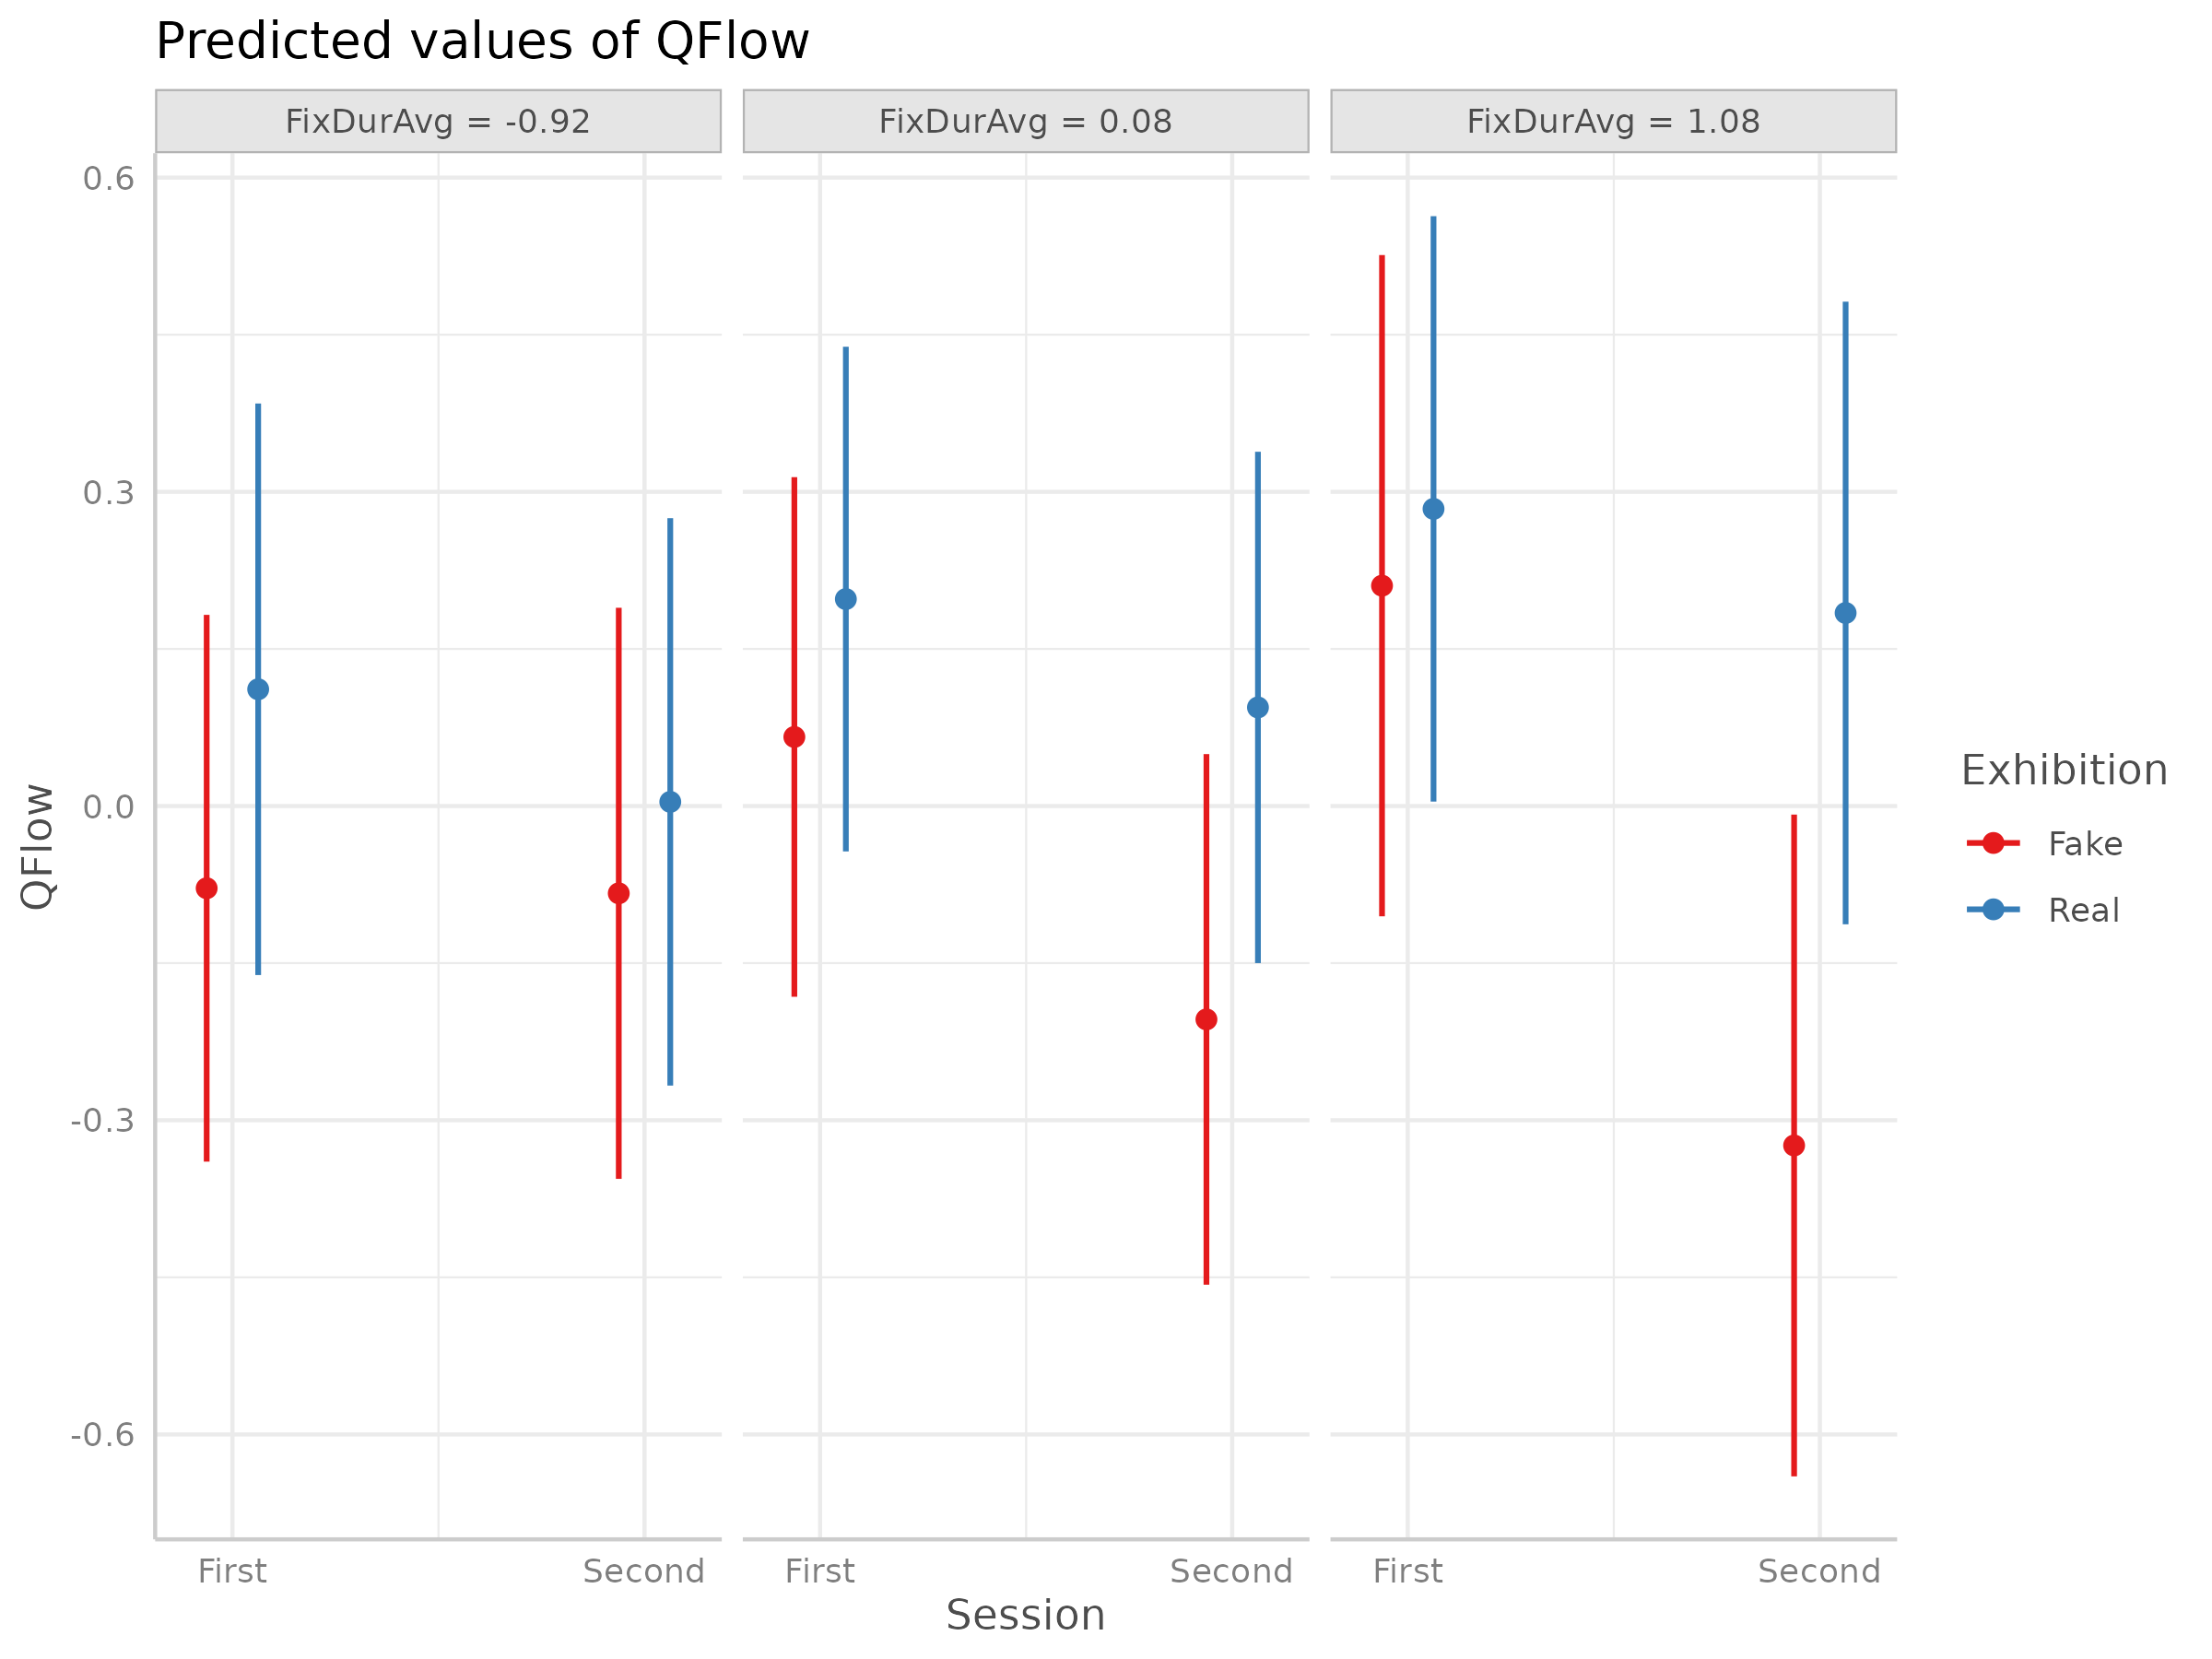 Predicted values of QFlow
FixDurAvg = -0.92
FixDurAvg = 0.08
FixDurAvg = 1.08
0.6
0.3
0.0
-0.3
-0.6
QFlow
First
Second
First
Second
First
Second
Session
Exhibition
Fake
Real